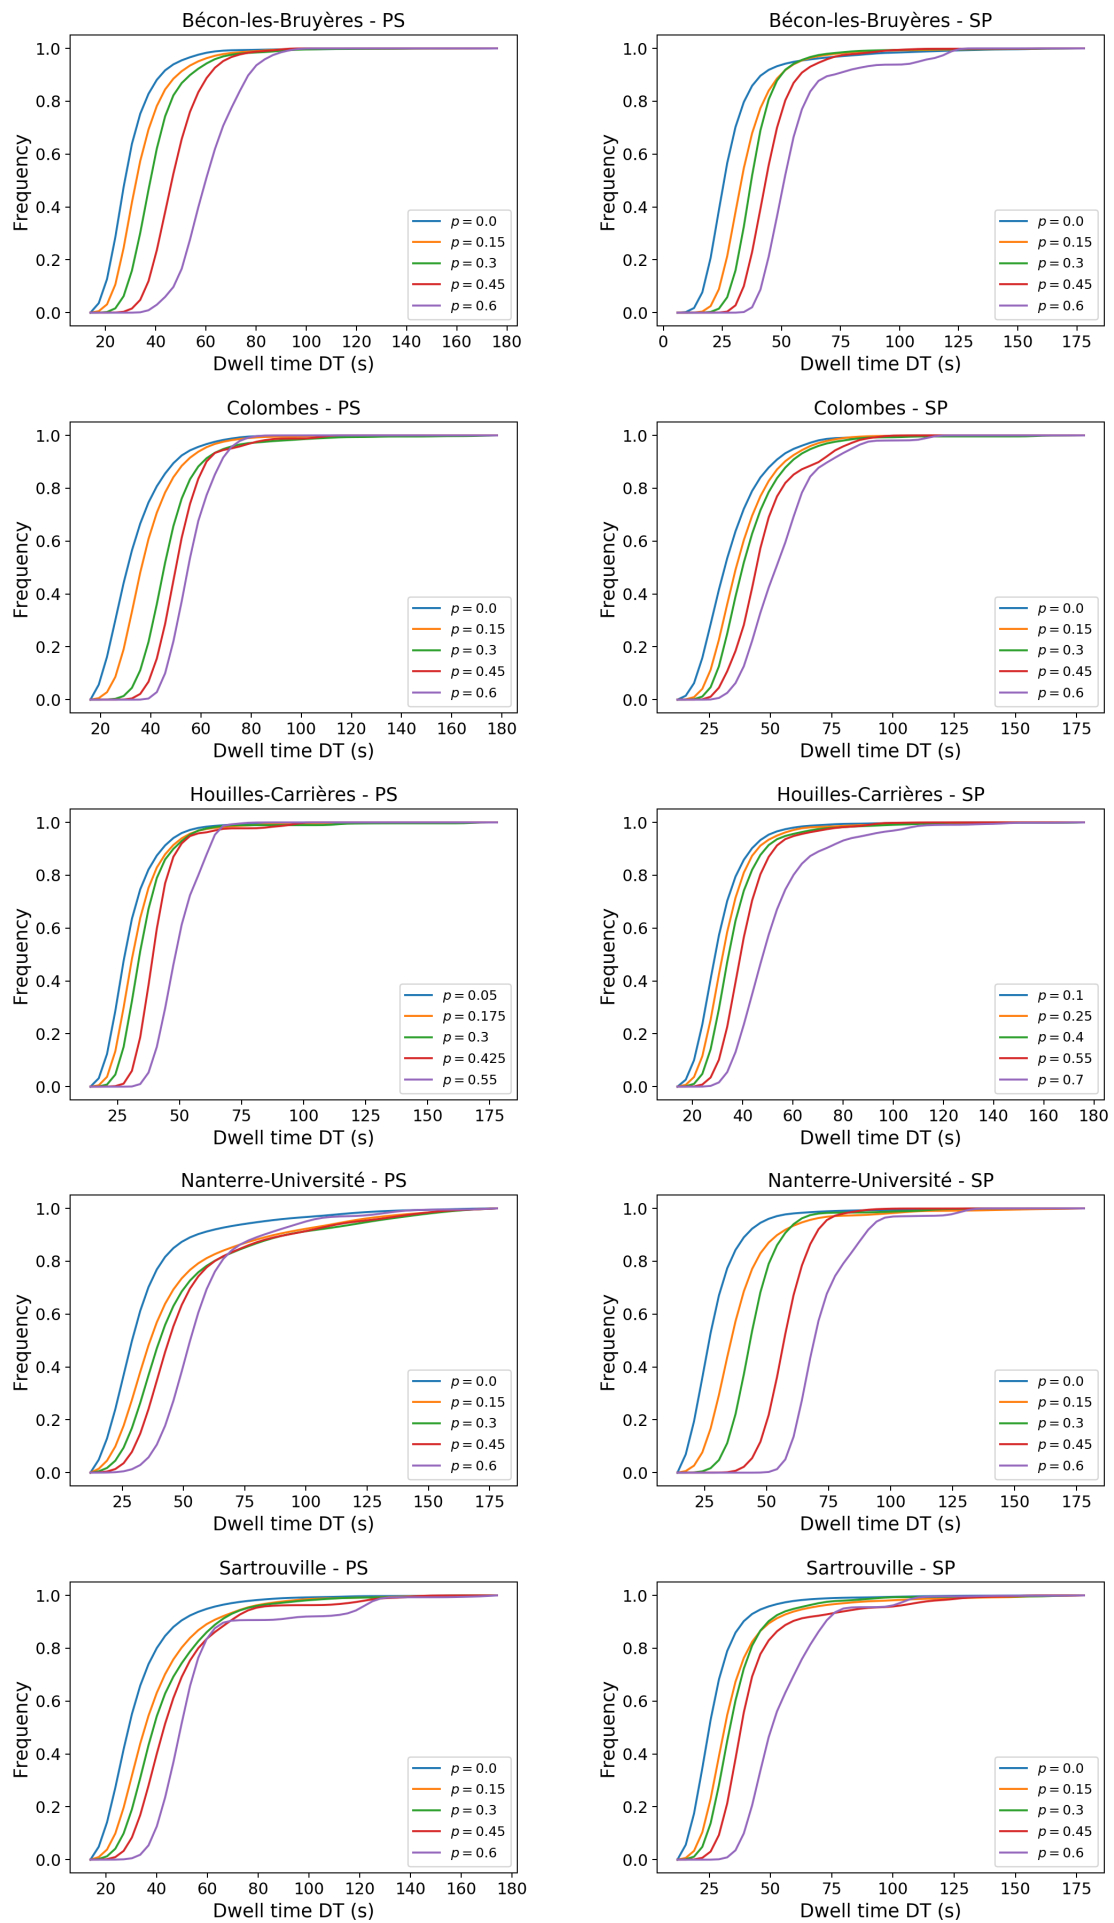 Bécon-les-Bruyères - PS
1.0
0.8
0.6
0.4
0.2
0.0
Frequency
p = 0.0
p = 0.15
p = 0.3
p = 0.45
p = 0.6
20 40 60 80 100 120 140 160 180
Dwell time DT (s)
Bécon-les-Bruyères - SP
1.0
0.8
0.6
0.4
0.2
0.0
Frequency
p = 0.0
p = 0.15
p = 0.3
p = 0.45
p = 0.6
0 25 50 75 100 125 150 175
Dwell time DT (s)
Colombes - PS
1.0
0.8
0.6
0.4
0.2
0.0
Frequency
p = 0.0
p = 0.15
p = 0.3
p = 0.45
p = 0.6
20 40 60 80 100 120 140 160 180
Dwell time DT (s)
Colombes - SP
1.0
0.8
0.6
0.4
0.2
0.0
Frequency
p = 0.0
p = 0.15
p = 0.3
p = 0.45
p = 0.6
25 50 75 100 125 150 175
Dwell time DT (s)
Houilles-Carrières - PS
1.0
0.8
0.6
0.4
0.2
0.0
Frequency
p = 0.05
p = 0.175
p = 0.3
p = 0.425
p = 0.55
25 50 75 100 125 150 175
Dwell time DT (s)
Houilles-Carrières - SP
1.0
0.8
0.6
0.4
0.2
0.0
Frequency
p = 0.1
p = 0.25
p = 0.4
p = 0.55
p = 0.7
20 40 60 80 100 120 140 160 180
Dwell time DT (s)
Nanterre-Université - PS
1.0
0.8
0.6
0.4
0.2
0.0
Frequency
p = 0.0
p = 0.15
p = 0.3
p = 0.45
p = 0.6
25 50 75 100 125 150 175
Dwell time DT (s)
Nanterre-Université - SP
1.0
0.8
0.6
0.4
0.2
0.0
Frequency
p = 0.0
p = 0.15
p = 0.3
p = 0.45
p = 0.6
25 50 75 100 125 150 175
Dwell time DT (s)
Sartrouville - PS
1.0
0.8
0.6
0.4
0.2
0.0
Frequency
p = 0.0
p = 0.15
p = 0.3
p = 0.45
p = 0.6
20 40 60 80 100 120 140 160 180
Dwell time DT (s)
Sartrouville - SP
1.0
0.8
0.6
0.4
0.2
0.0
Frequency
p = 0.0
p = 0.15
p = 0.3
p = 0.45
p = 0.6
25 50 75 100 125 150 175
Dwell time DT (s)